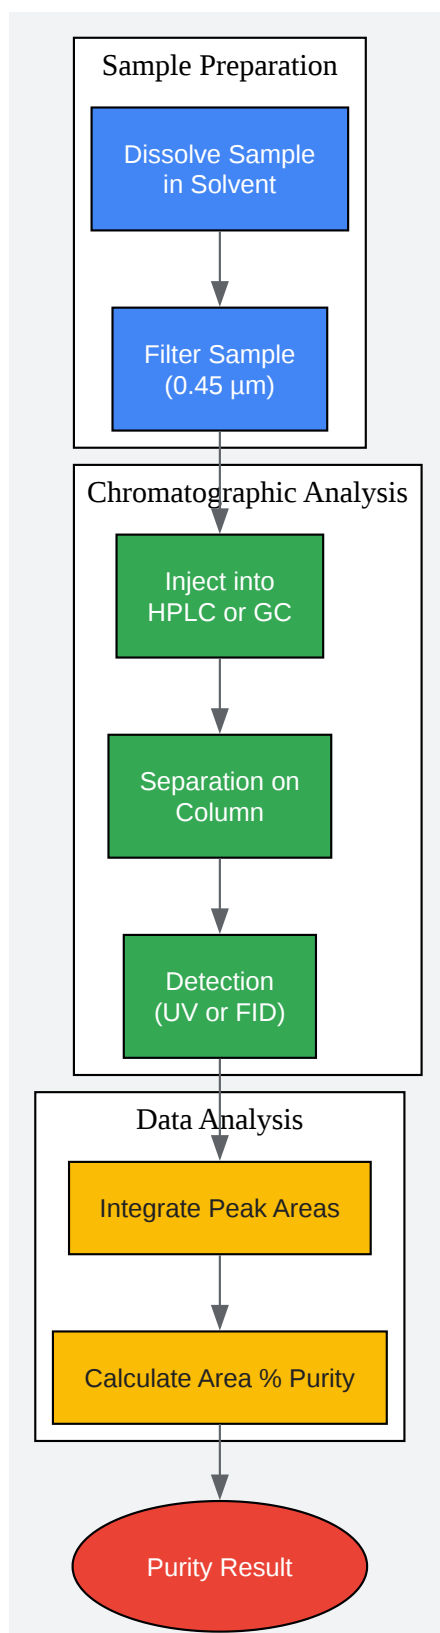 Sample Preparation
Dissolve Sample
in Solvent
Filter Sample
(0.45 µm)
Chromatographic Analysis
Inject into
HPLC or GC
Separation on
Column
Detection
(UV or FID)
Data Analysis
Integrate Peak Areas
Calculate Area % Purity
Purity Result